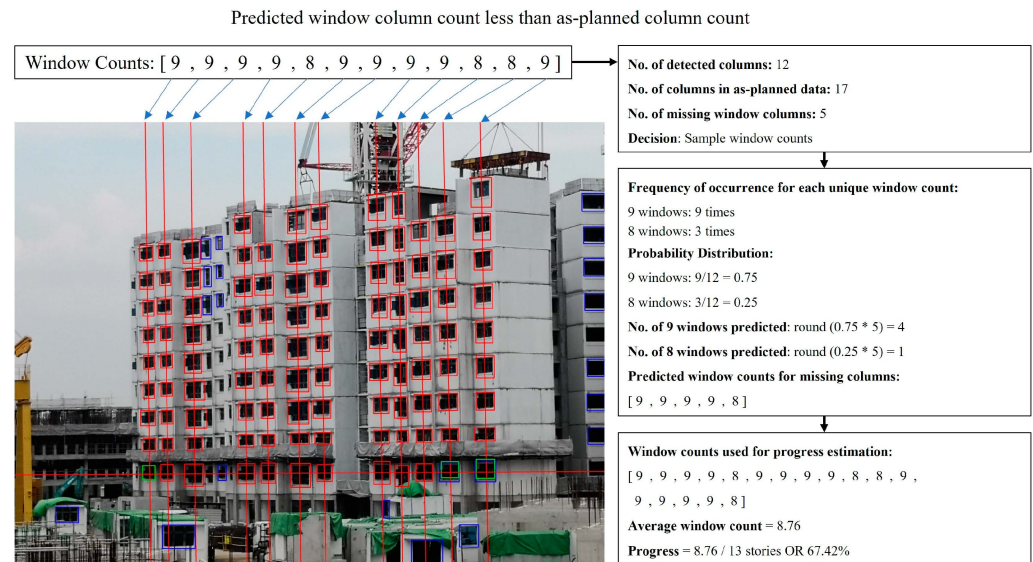 Predicted window column count less than as-planned column count
Window Counts: [ 9 , 9 , 9 , 9 , 8 , 9 , 9 , 9 , 9 , 8 , 8 , 9 ]
No. of detected columns: 12
No. of columns in as-planned data: 17
No. of missing window columns: 5
Decision: Sample window counts
Frequency of occurrence for each unique window count:
9 windows: 9 times
8 windows: 3 times
Probability Distribution:
9 windows: 9/12 = 0.75
8 windows: 3/12 = 0.25
No. of 9 windows predicted: round (0.75 * 5) = 4
No. of 8 windows predicted: round (0.25 * 5) = 1
Predicted window counts for missing columns:
[ 9 , 9 , 9 , 9 , 8 ]
Window counts used for progress estimation:
[ 9 , 9 , 9 , 9 , 8 , 9 , 9 , 9 , 9 , 8 , 8 , 9 ,
9 , 9 , 9 , 9 , 8 ]
Average window count = 8.76
Progress = 8.76 / 13 stories OR 67.42%